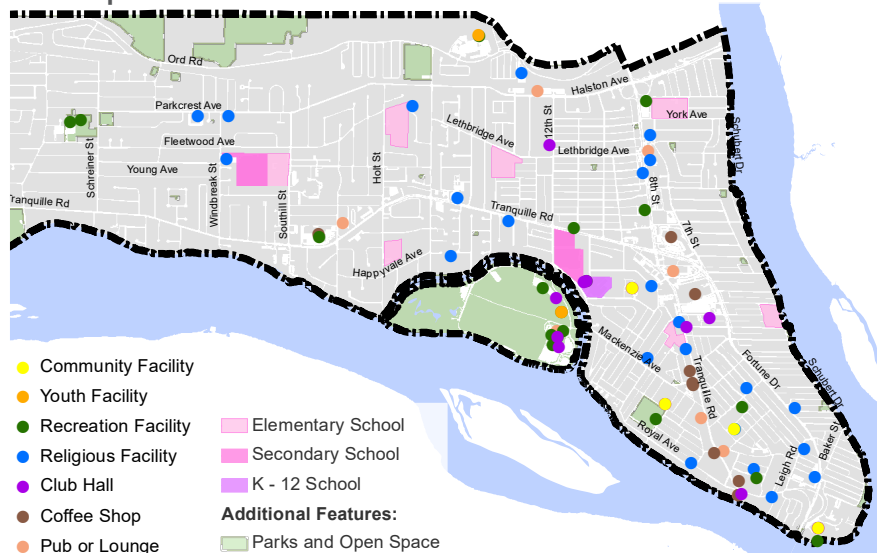 Ord Rd
Halston Ave
Parkcrest Ave
12th St
York Ave
Lethbridge Ave
Schubert Dr
Fleetwood Ave
Lethbridge Ave
Young Ave
Schreiner St
Windbreak St
Southill St
Holt St
8th St
Tranquille Rd
Tranquille Rd
7th St
Happyvale Ave
Mackenzie Ave
Tranquille Rd
Fortune Dr
Schubert Dr
Royal Ave
Leigh Rd
Baker St
Community Facility
Youth Facility
Recreation Facility
Religious Facility
Club Hall
Coffee Shop
Pub or Lounge
Elementary School
Secondary School
K - 12 School
Additional Features:
Parks and Open Space